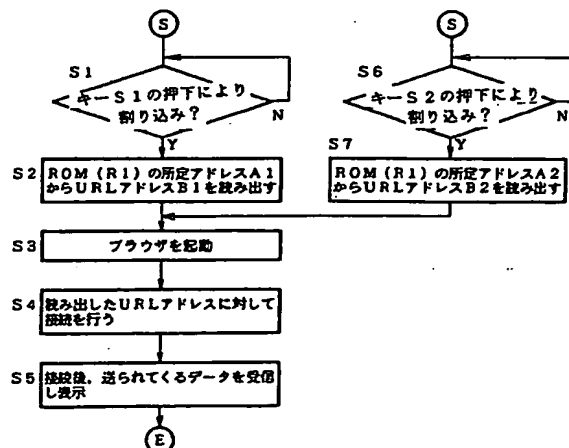 S
S1
キーS1の押下により
割り込み？
N
Y
S2
ROM（R1）の所定アドレスA1
からURLアドレスB1を読み出す
S3
ブラウザを起動
S4
読み出したURLアドレスに対して
接続を行う
S5
接続後，送られてくるデータを受信
し表示
E
S
S6
キーS2の押下により
割り込み？
N
Y
S7
ROM（R1）の所定アドレスA2
からURLアドレスB2を読み出す